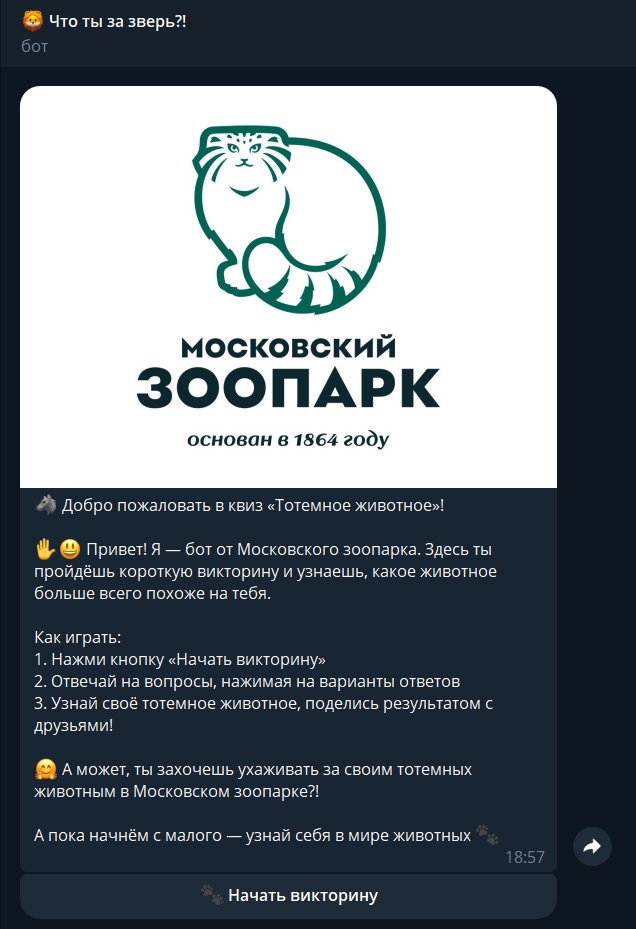 🦁 Что ты за зверь?!
бот
МОСКОВСКИЙ
ЗООПАРК
основан в 1864 году
🐴 Добро пожаловать в квиз «Тотемное животное»!
🖐😃 Привет! Я — бот от Московского зоопарка. Здесь ты
пройдёшь короткую викторину и узнаешь, какое животное
больше всего похоже на тебя.
Как играть:
1. Нажми кнопку «Начать викторину»
2. Отвечай на вопросы, нажимая на варианты ответов
3. Узнай своё тотемное животное, поделись результатом с
друзьями!
🤗 А может, ты захочешь ухаживать за своим тотемных
животным в Московском зоопарке?!
А пока начнём с малого — узнай себя в мире животных 🐾
18:57
🐾 Начать викторину